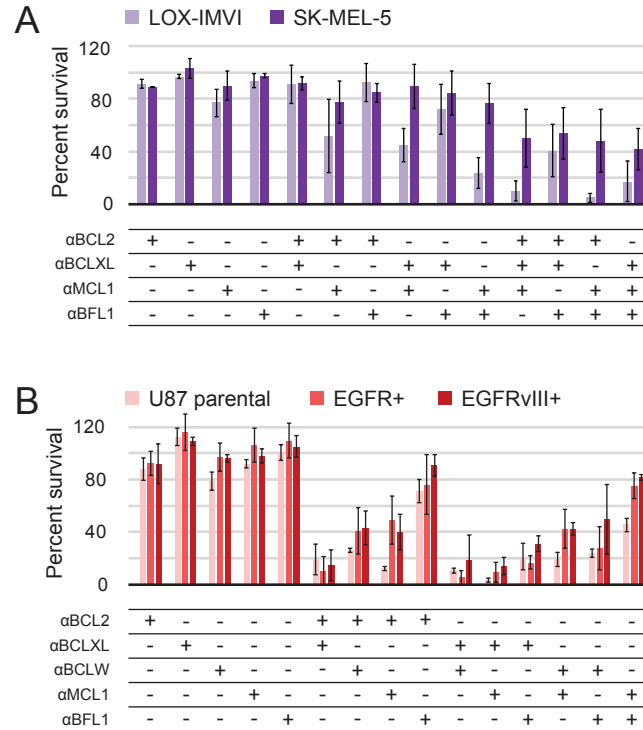 A
LOX-IMVI SK-MEL-5
Percent survival
120
80
40
0
αBCL2 + - - - + + + - - - + + + -
αBCLXL - + - - + - - + + - + + - +
αMCL1 - - + - - + - + - + + - + +
αBFL1 - - - + - - + - + + - + + +
B
U87 parental EGFR+ EGFRvIII+
Percent survival
120
80
40
0
αBCL2 + - - - - + + + + - - - - - -
αBCLXL - + - - - + - - - + + + - - -
αBCLW - - + - - - + - - + - - + + -
αMCL1 - - - + - - - + - - + - + - +
αBFL1 - - - - + - - - + - - + - + +